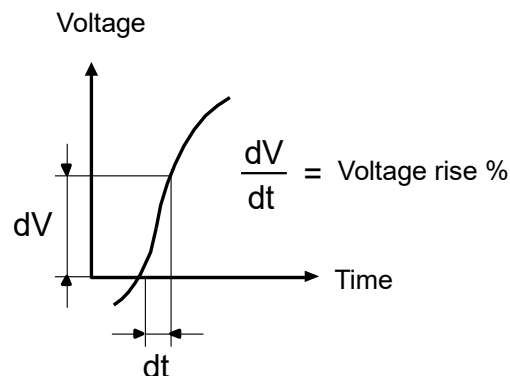 Voltage
dV
dt
= Voltage rise %
dV
Time
dt